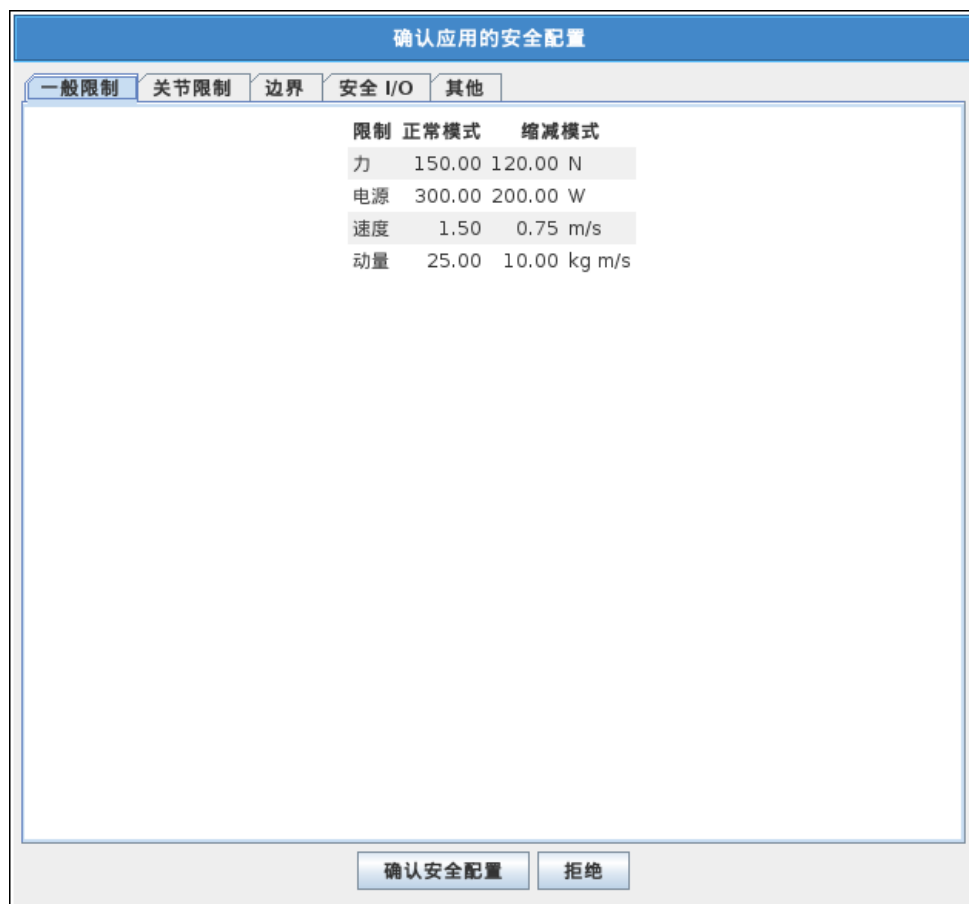 确认应用的安全配置
一般限制 关节限制 边界 安全 I/O 其他
限制 正常模式 缩减模式
力 150.00 120.00 N
电源 300.00 200.00 W
速度 1.50 0.75 m/s
动量 25.00 10.00 kg m/s
确认安全配置 拒绝